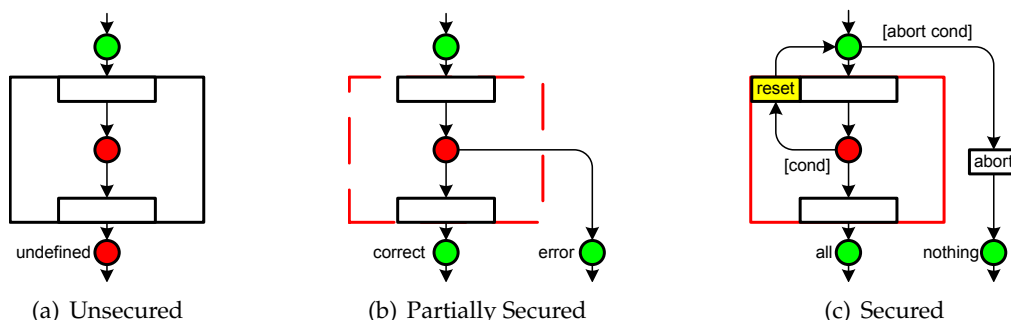 [abort cond]
reset
[cond]
abort
undefined
correct
error
all
nothing
(a) Unsecured
(b) Partially Secured
(c) Secured